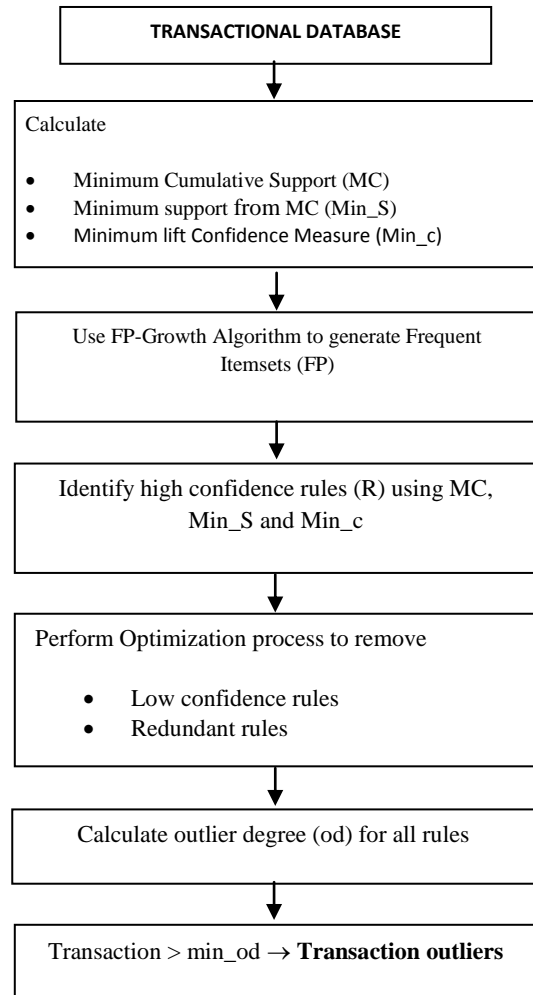 TRANSACTIONAL DATABASE
Calculate
• Minimum Cumulative Support (MC)
• Minimum support from MC (Min_S)
• Minimum lift Confidence Measure (Min_c)
Use FP-Growth Algorithm to generate Frequent
Itemsets (FP)
Identify high confidence rules (R) using MC,
Min_S and Min_c
Perform Optimization process to remove
• Low confidence rules
• Redundant rules
Calculate outlier degree (od) for all rules
Transaction > min_od → Transaction outliers